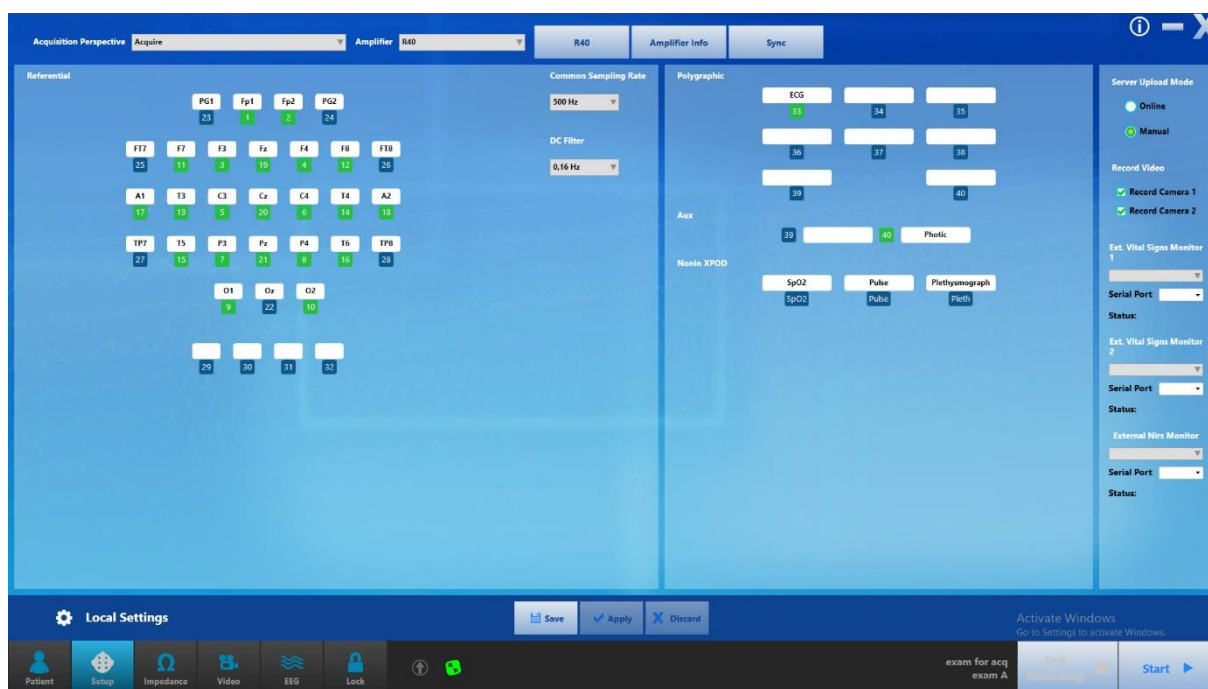 Acquisition Perspective Acquire Amplifier R40 R40 Amplifier Info Sync
Referential
PG1 Fp1 Fp2 PG2
23 1 2 24
FT7 F7 F3 Fz F4 F8 FT8
25 11 3 19 4 12 26
A1 T3 C3 Cz C4 T4 A2
17 13 5 20 6 14 18
TP7 T5 P3 Pz P4 T6 TP8
27 15 7 21 8 16 28
O1 Oz O2
9 22 10
29 30 31 32
Common Sampling Rate
500 Hz
DC Filter
0,16 Hz
Polygraphic
ECG
33 34 35
36 37 38
39 40
Aux
39 40 Photic
Nonin XPOD
SpO2 Pulse Plethysmograph
SpO2 Pulse Pleth
Server Upload Mode
Online
Manual
Record Video
Record Camera 1
Record Camera 2
Ext. Vital Signs Monitor
1
Serial Port
Status:
Ext. Vital Signs Monitor
2
Serial Port
Status:
External Nirs Monitor
Serial Port
Status:
Local Settings
Save Apply Discard
Activate Windows
Go to Settings to activate Windows.
Patient Setup Impedance Video EEG Lock
exam for acq
exam A
End
Recording
Start